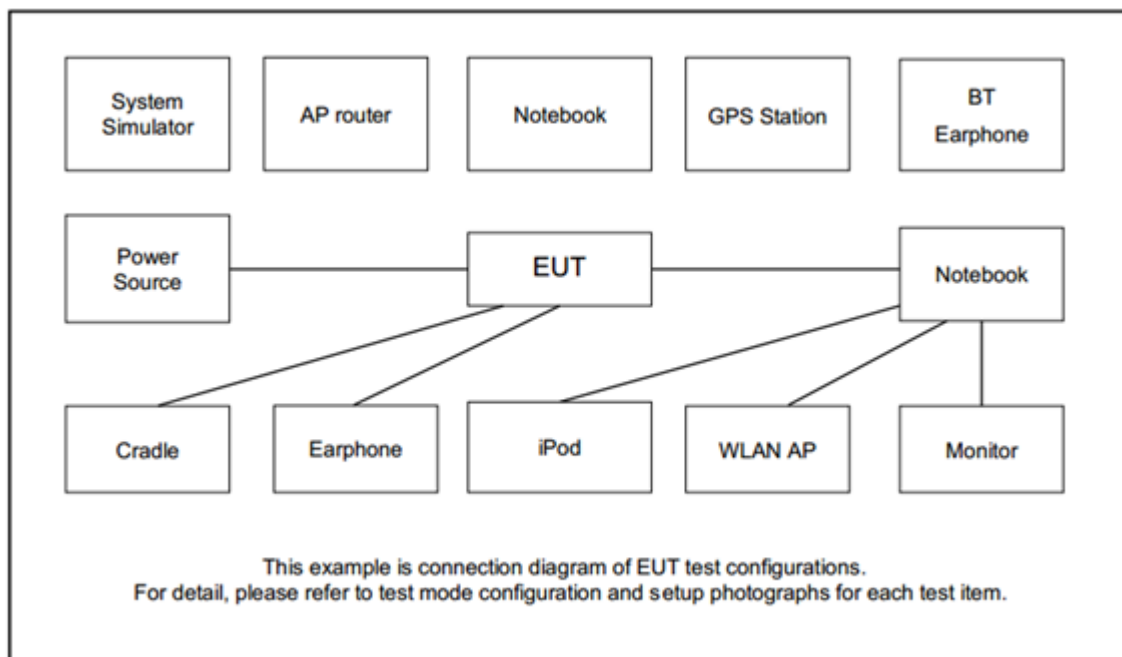 System
Simulator
AP router
Notebook
GPS Station
BT
Earphone
Power
Source
EUT
Notebook
Cradle
Earphone
iPod
WLAN AP
Monitor
This example is connection diagram of EUT test configurations.
For detail, please refer to test mode configuration and setup photographs for each test item.